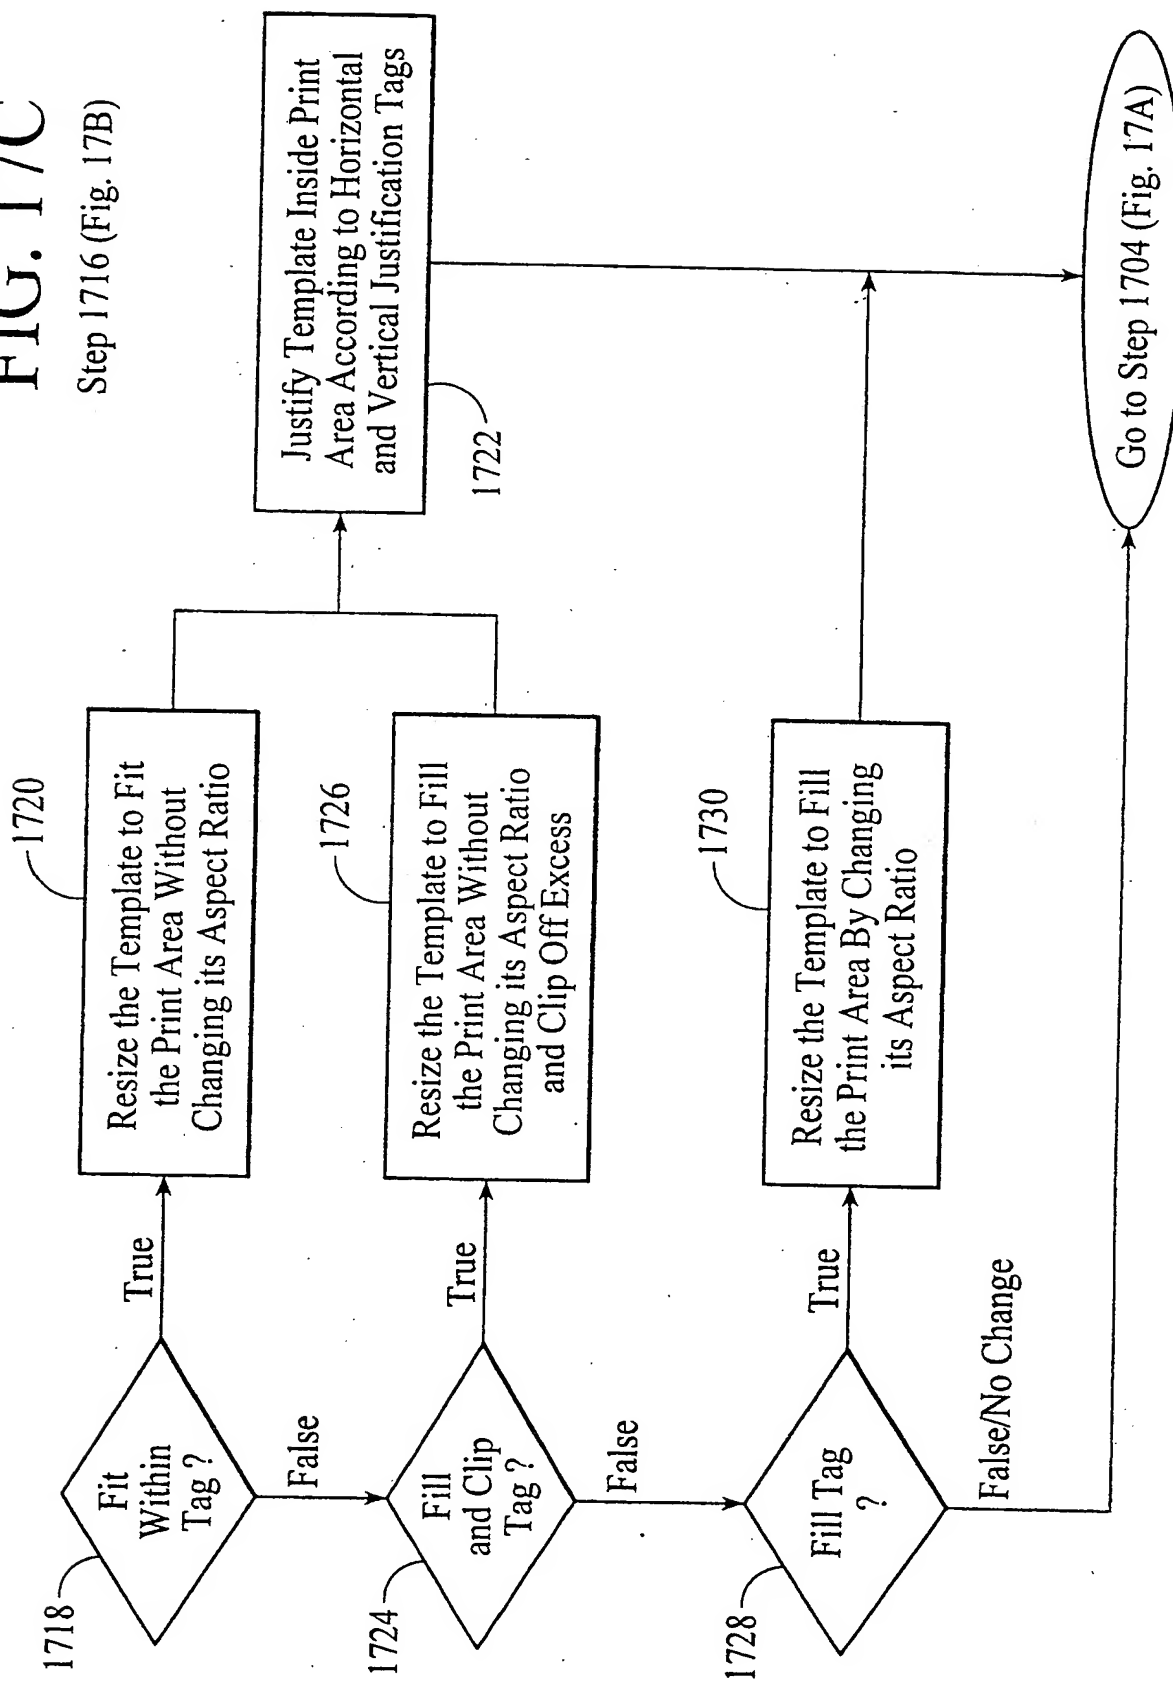 FIG. 17C
Step 1716 (Fig. 17B)
1718
Fit
Within
Tag ?
True
False
1720
Resize the Template to Fit
the Print Area Without
Changing its Aspect Ratio
1724
Fill
and Clip
Tag ?
True
False
1726
Resize the Template to Fill
the Print Area Without
Changing its Aspect Ratio
and Clip Off Excess
Justify Template Inside Print
Area According to Horizontal
and Vertical Justification Tags
1722
1728
Fill Tag
?
True
False/No Change
1730
Resize the Template to Fill
the Print Area By Changing
its Aspect Ratio
Go to Step 1704 (Fig. 17A)